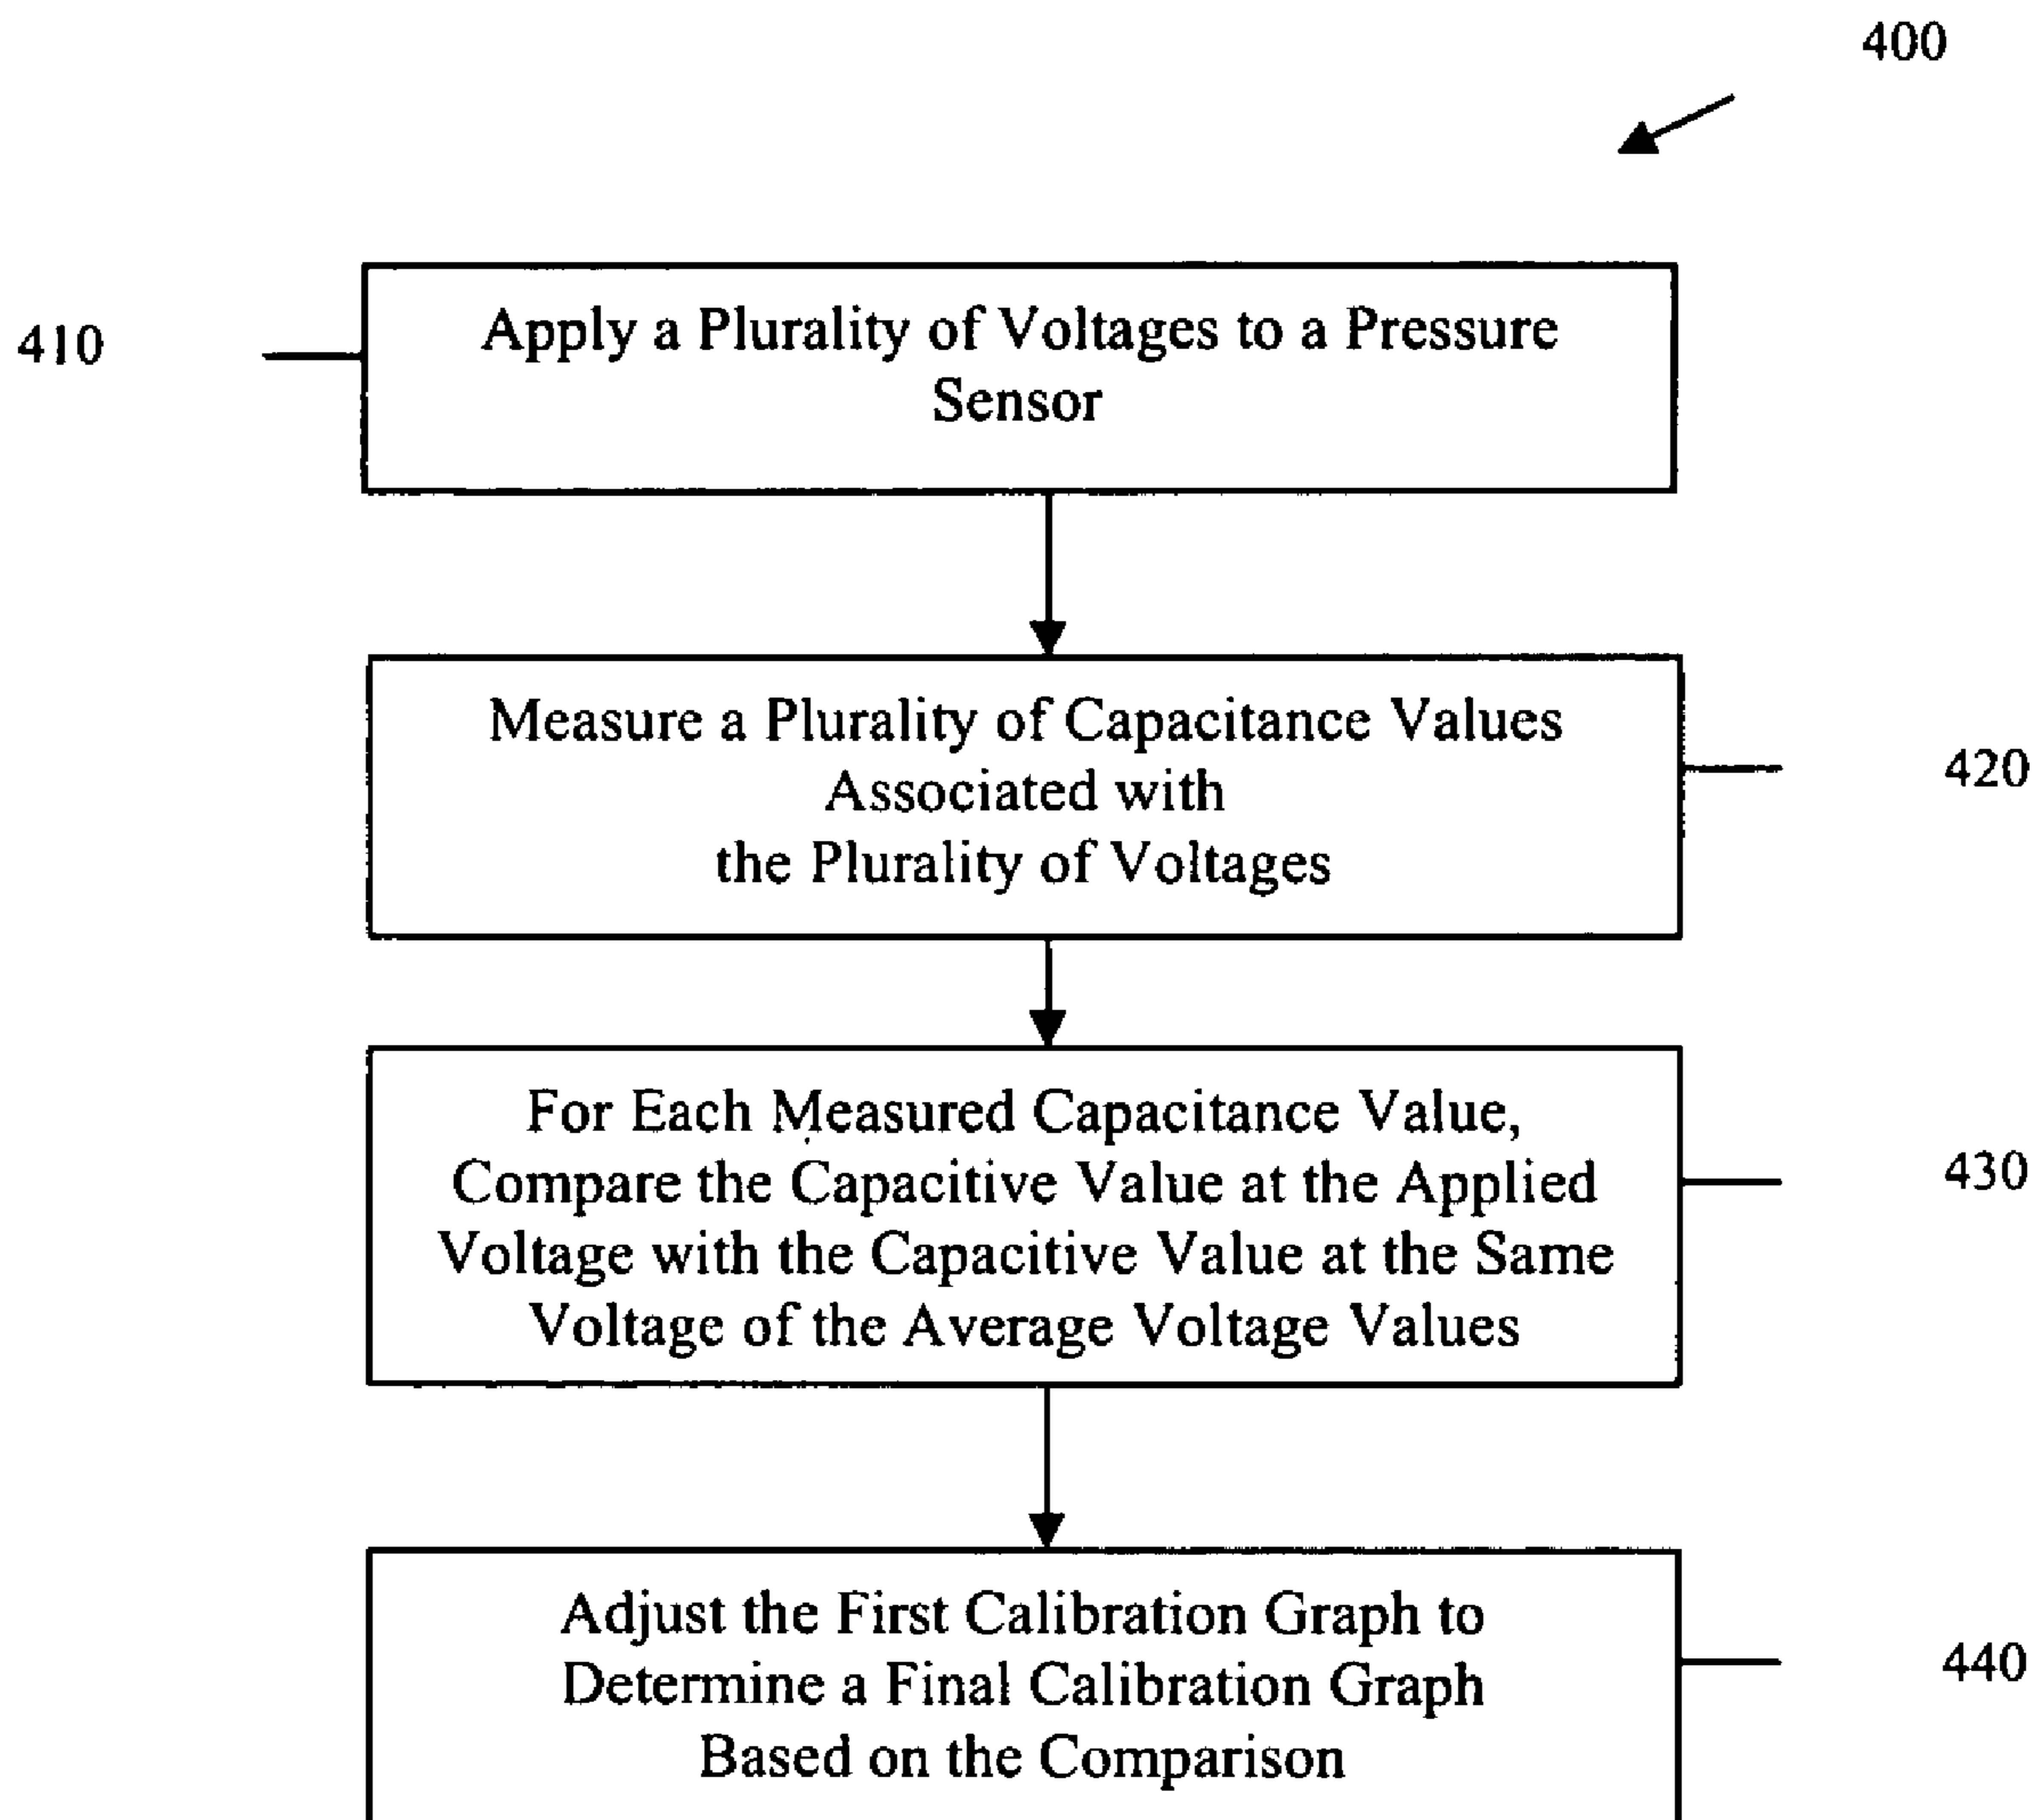 400
410
Apply a Plurality of Voltages to a Pressure
Sensor
Measure a Plurality of Capacitance Values
Associated with
the Plurality of Voltages
420
For Each Measured Capacitance Value,
Compare the Capacitive Value at the Applied
Voltage with the Capacitive Value at the Same
Voltage of the Average Voltage Values
430
Adjust the First Calibration Graph to
Determine a Final Calibration Graph
Based on the Comparison
440